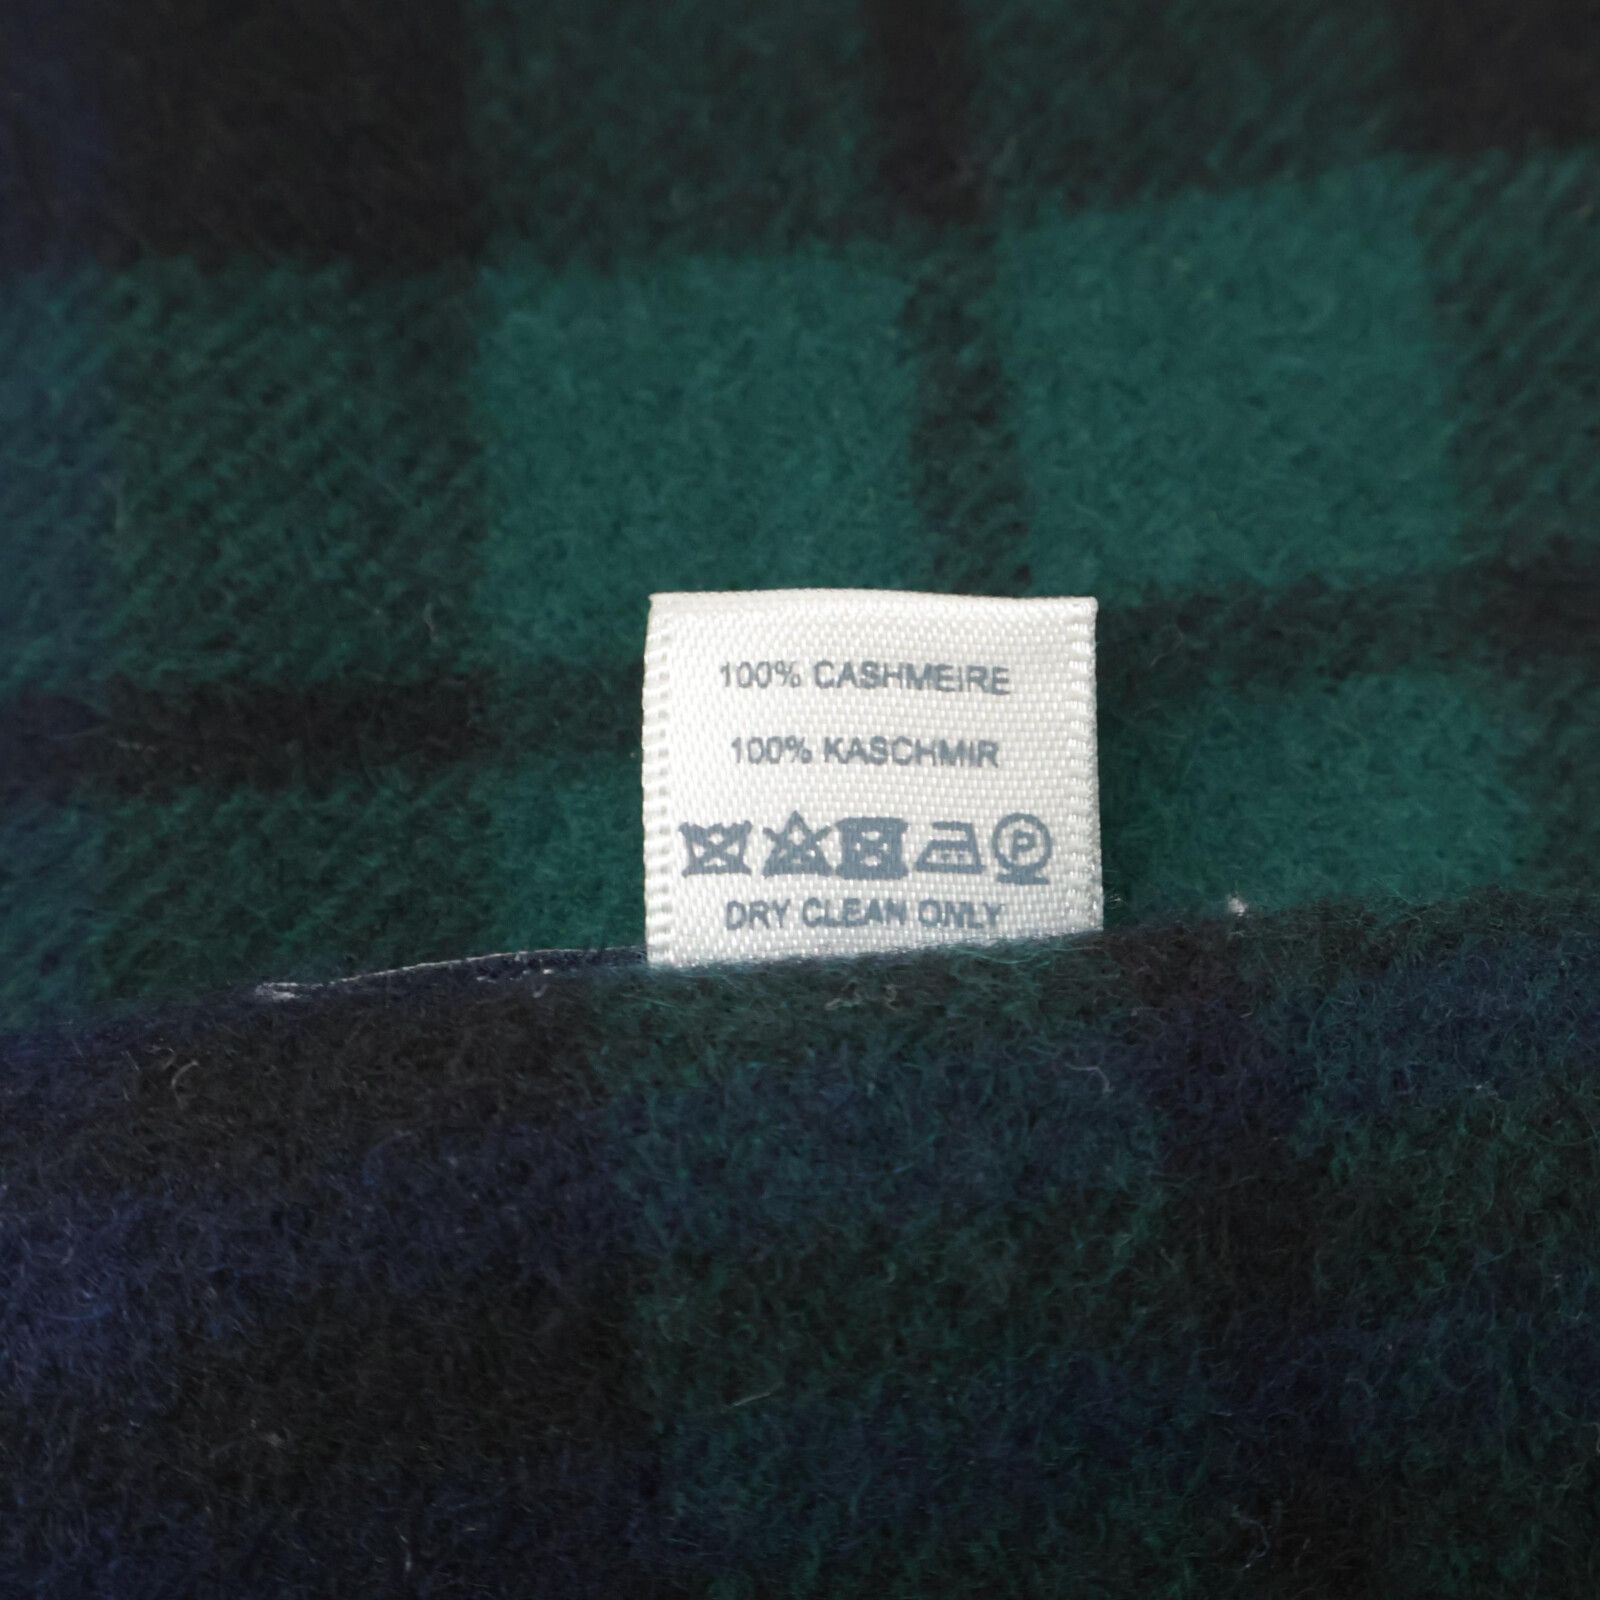 100% CASHMEIRE
100% KASCHMIR
P
DRY CLEAN ONLY